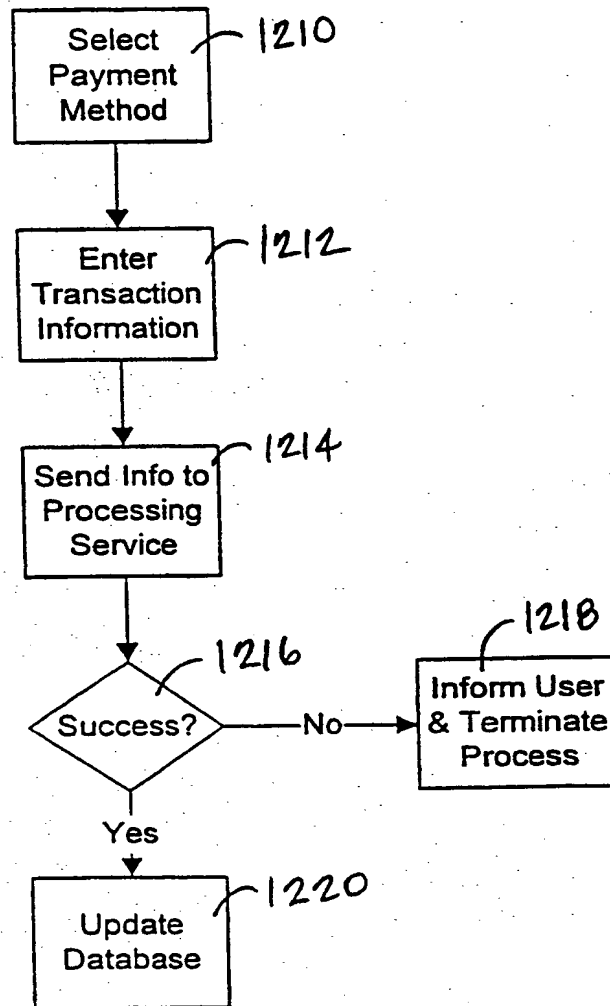 1210
Select
Payment
Method
1212
Enter
Transaction
Information
1214
Send Info to
Processing
Service
1216
Success?
No
1218
Inform User
& Terminate
Process
Yes
1220
Update
Database